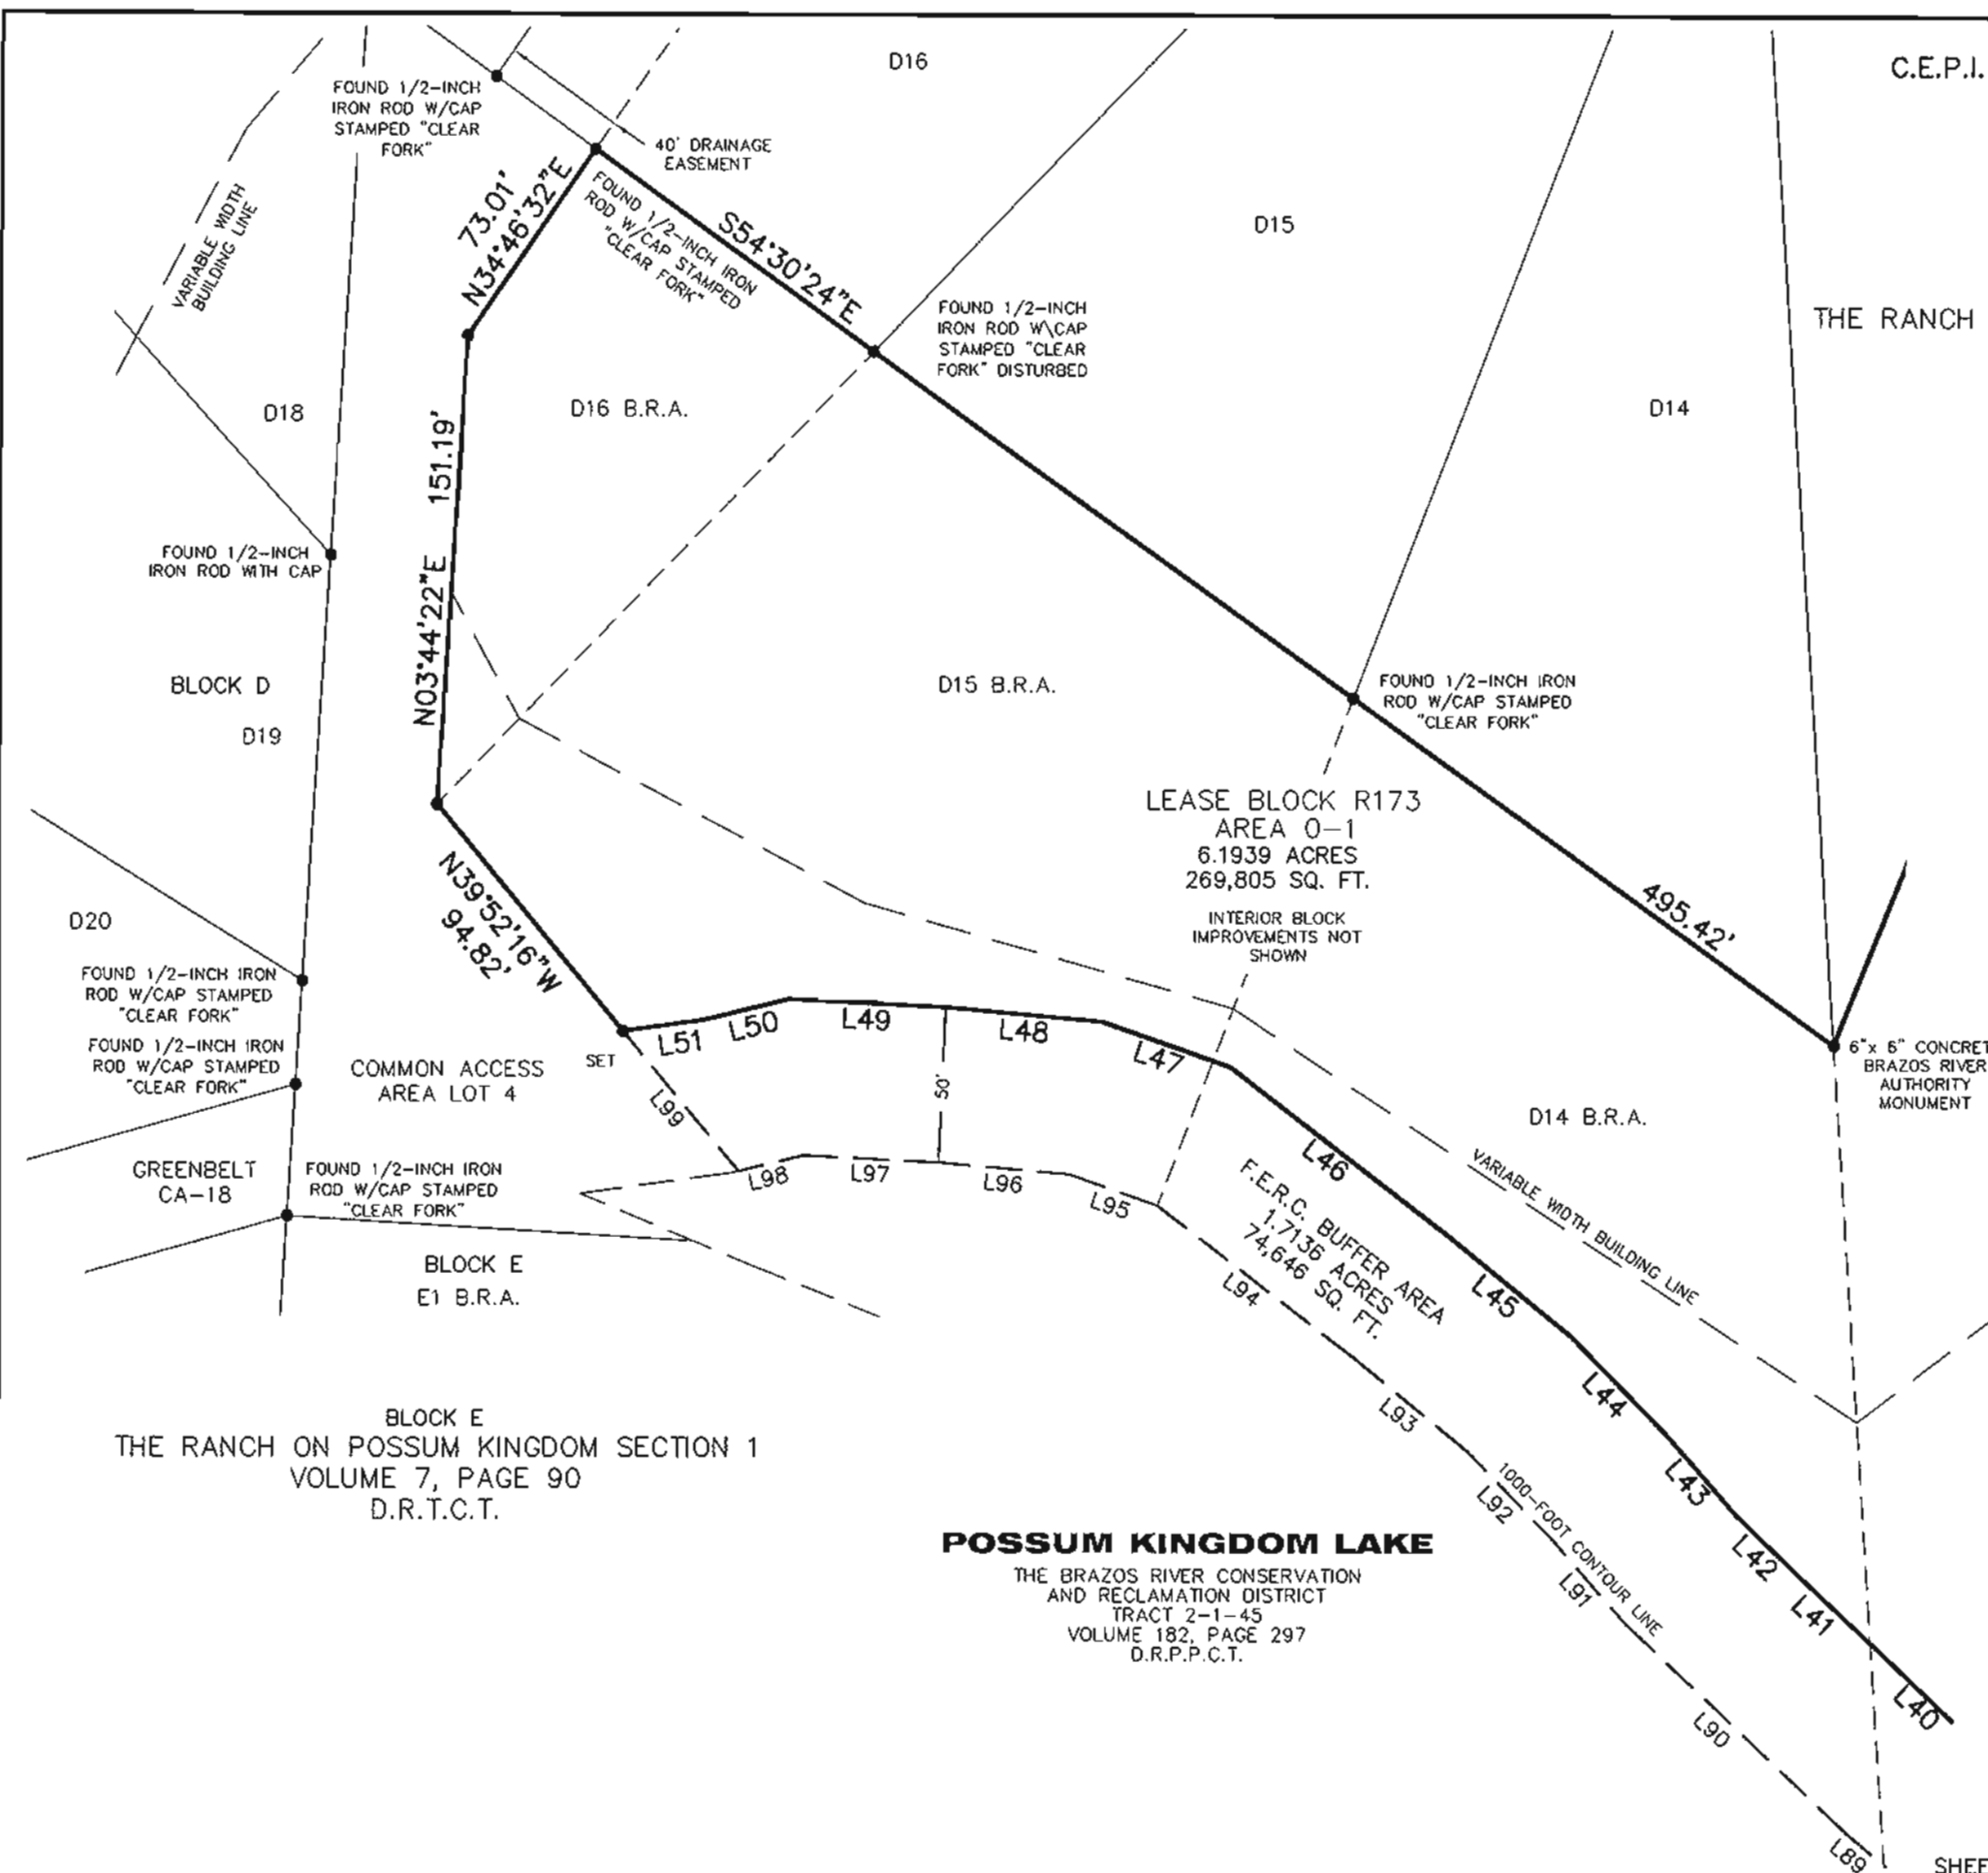 D16
C.E.P.I.
FOUND 1/2-INCH
IRON ROD W/CAP
STAMPED "CLEAR
FORK"
40' DRAINAGE
EASEMENT
VARIABLE WIDTH
BUILDING LINE
73.01'
N34°46'32"E
FOUND 1/2-INCH IRON
ROD W/CAP STAMPED
"CLEAR FORK"
S54°30'24"E
D15
FOUND 1/2-INCH
IRON ROD W\CAP
STAMPED "CLEAR
FORK" DISTURBED
THE RANCH
D18
D16 B.R.A.
D14
151.19'
N03°44'22"E
FOUND 1/2-INCH
IRON ROD WITH CAP
BLOCK D
D19
D15 B.R.A.
FOUND 1/2-INCH IRON
ROD W/CAP STAMPED
"CLEAR FORK"
LEASE BLOCK R173
AREA O-1
6.1939 ACRES
269,805 SQ. FT.
INTERIOR BLOCK
IMPROVEMENTS NOT
SHOWN
495.42'
N39°52'16"W
94.82'
D20
FOUND 1/2-INCH IRON
ROD W/CAP STAMPED
"CLEAR FORK"
FOUND 1/2-INCH IRON
ROD W/CAP STAMPED
"CLEAR FORK"
COMMON ACCESS
AREA LOT 4
SET
L51
L50
L49
L48
L47
50'
6"x 6" CONCRET
BRAZOS RIVER
AUTHORITY
MONUMENT
D14 B.R.A.
L99
L98
L97
L96
L95
L46
GREENBELT
CA-18
FOUND 1/2-INCH IRON
ROD W/CAP STAMPED
"CLEAR FORK"
BLOCK E
E1 B.R.A.
F.E.R.C. BUFFER AREA
1.7136 ACRES
74,646 SQ. FT.
VARIABLE WIDTH BUILDING LINE
L94
L45
L93
L44
BLOCK E
THE RANCH ON POSSUM KINGDOM SECTION 1
VOLUME 7, PAGE 90
D.R.T.C.T.
L43
L92
1000-FOOT CONTOUR LINE
L91
L42
L41
POSSUM KINGDOM LAKE
THE BRAZOS RIVER CONSERVATION
AND RECLAMATION DISTRICT
TRACT 2-1-45
VOLUME 182, PAGE 297
D.R.P.P.C.T.
L40
L90
L89
SHEE